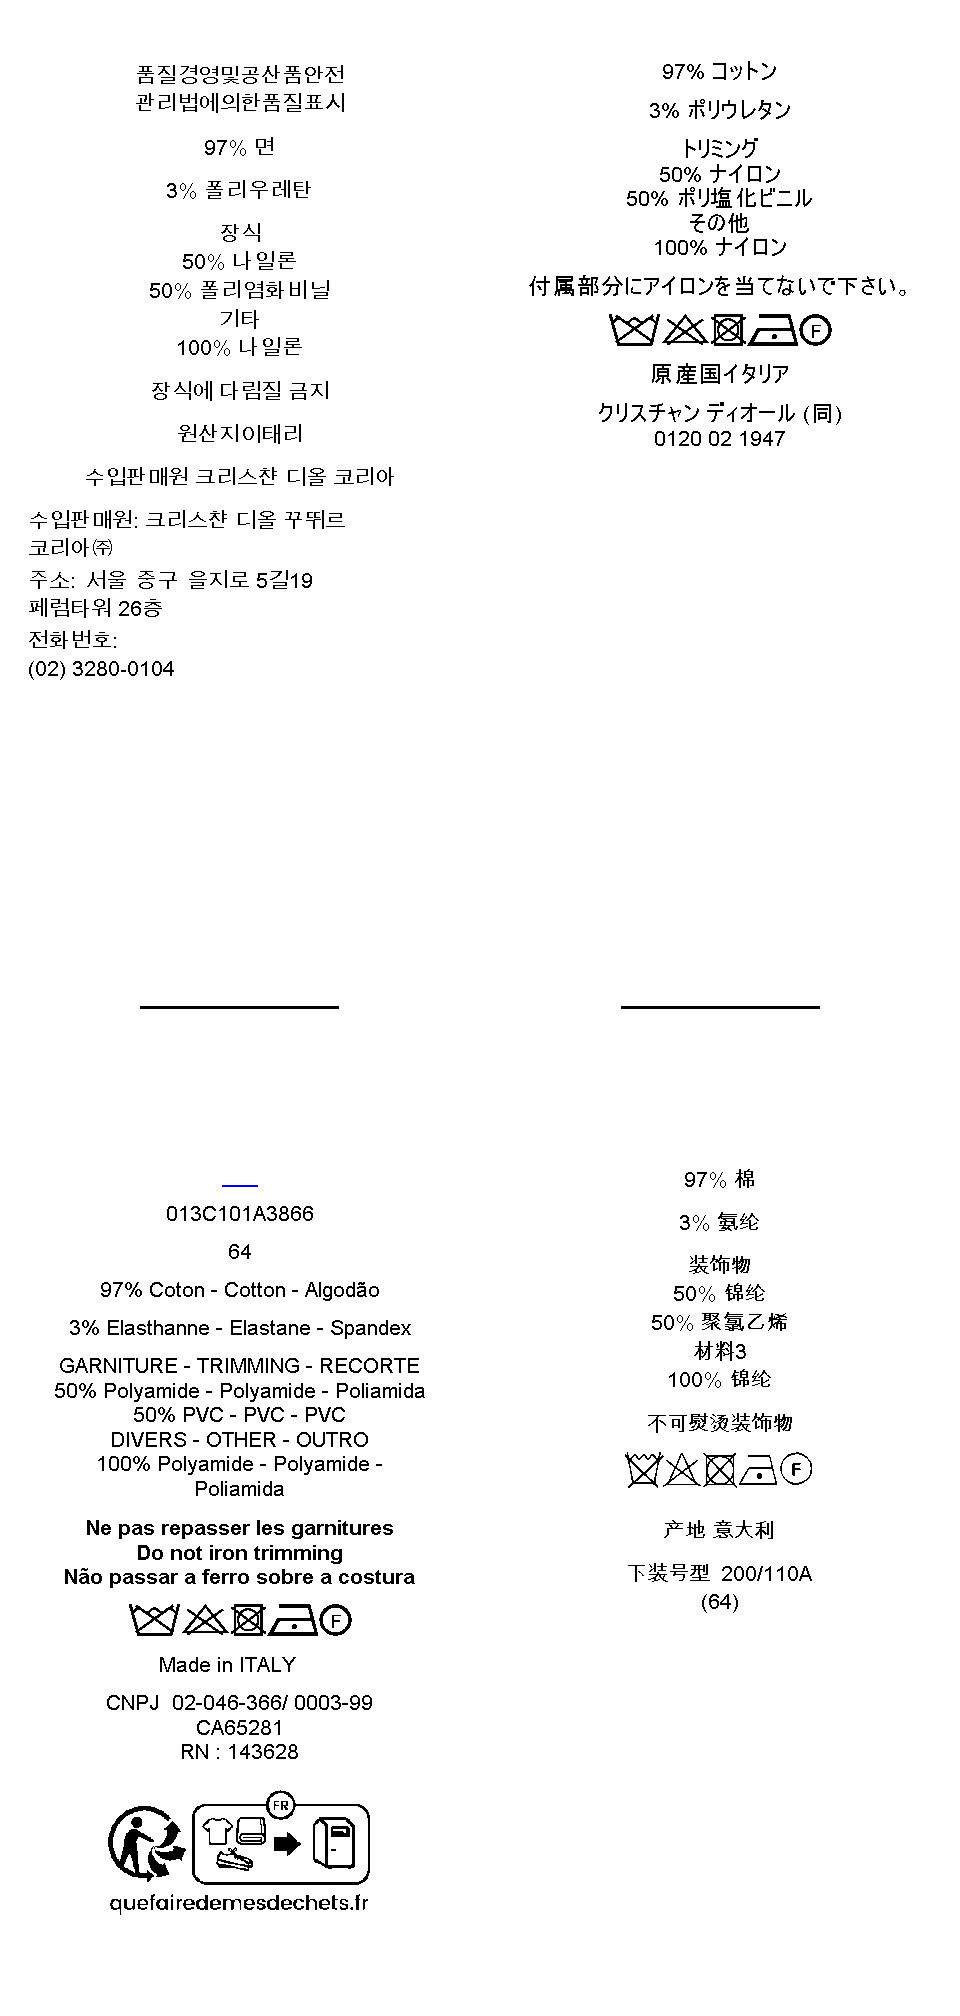 품질경영및공산품안전
관리법에의한품질표시
97% 면
3% 폴리우레탄
장식
50% 나일론
50% 폴리염화비닐
기타
100% 나일론
장식에 다림질 금지
원산지이태리
수입판매원 크리스챤 디올 코리아
수입판매원: 크리스챤 디올 꾸뛰르
코리아㈜
주소: 서울 중구 을지로 5길19
페럼타워 26층
전화번호:
(02) 3280-0104
97% コットン
3% ポリウレタン
トリミング
50% ナイロン
50% ポリ塩化ビニル
その他
100% ナイロン
付属部分にアイロンを当てないで下さい。
F
原産国イタリア
クリスチャン ディオール (同)
0120 02 1947
013C101A3866
64
97% Coton - Cotton - Algodão
3% Elasthanne - Elastane - Spandex
GARNITURE - TRIMMING - RECORTE
50% Polyamide - Polyamide - Poliamida
50% PVC - PVC - PVC
DIVERS - OTHER - OUTRO
100% Polyamide - Polyamide -
Poliamida
Ne pas repasser les garnitures
Do not iron trimming
Não passar a ferro sobre a costura
F
Made in ITALY
CNPJ 02-046-366/ 0003-99
CA65281
RN : 143628
FR
quefairedemesdechets.fr
97% 棉
3% 氨纶
装饰物
50% 锦纶
50% 聚氯乙烯
材料3
100% 锦纶
不可熨烫装饰物
F
产地 意大利
下装号型 200/110A
(64)